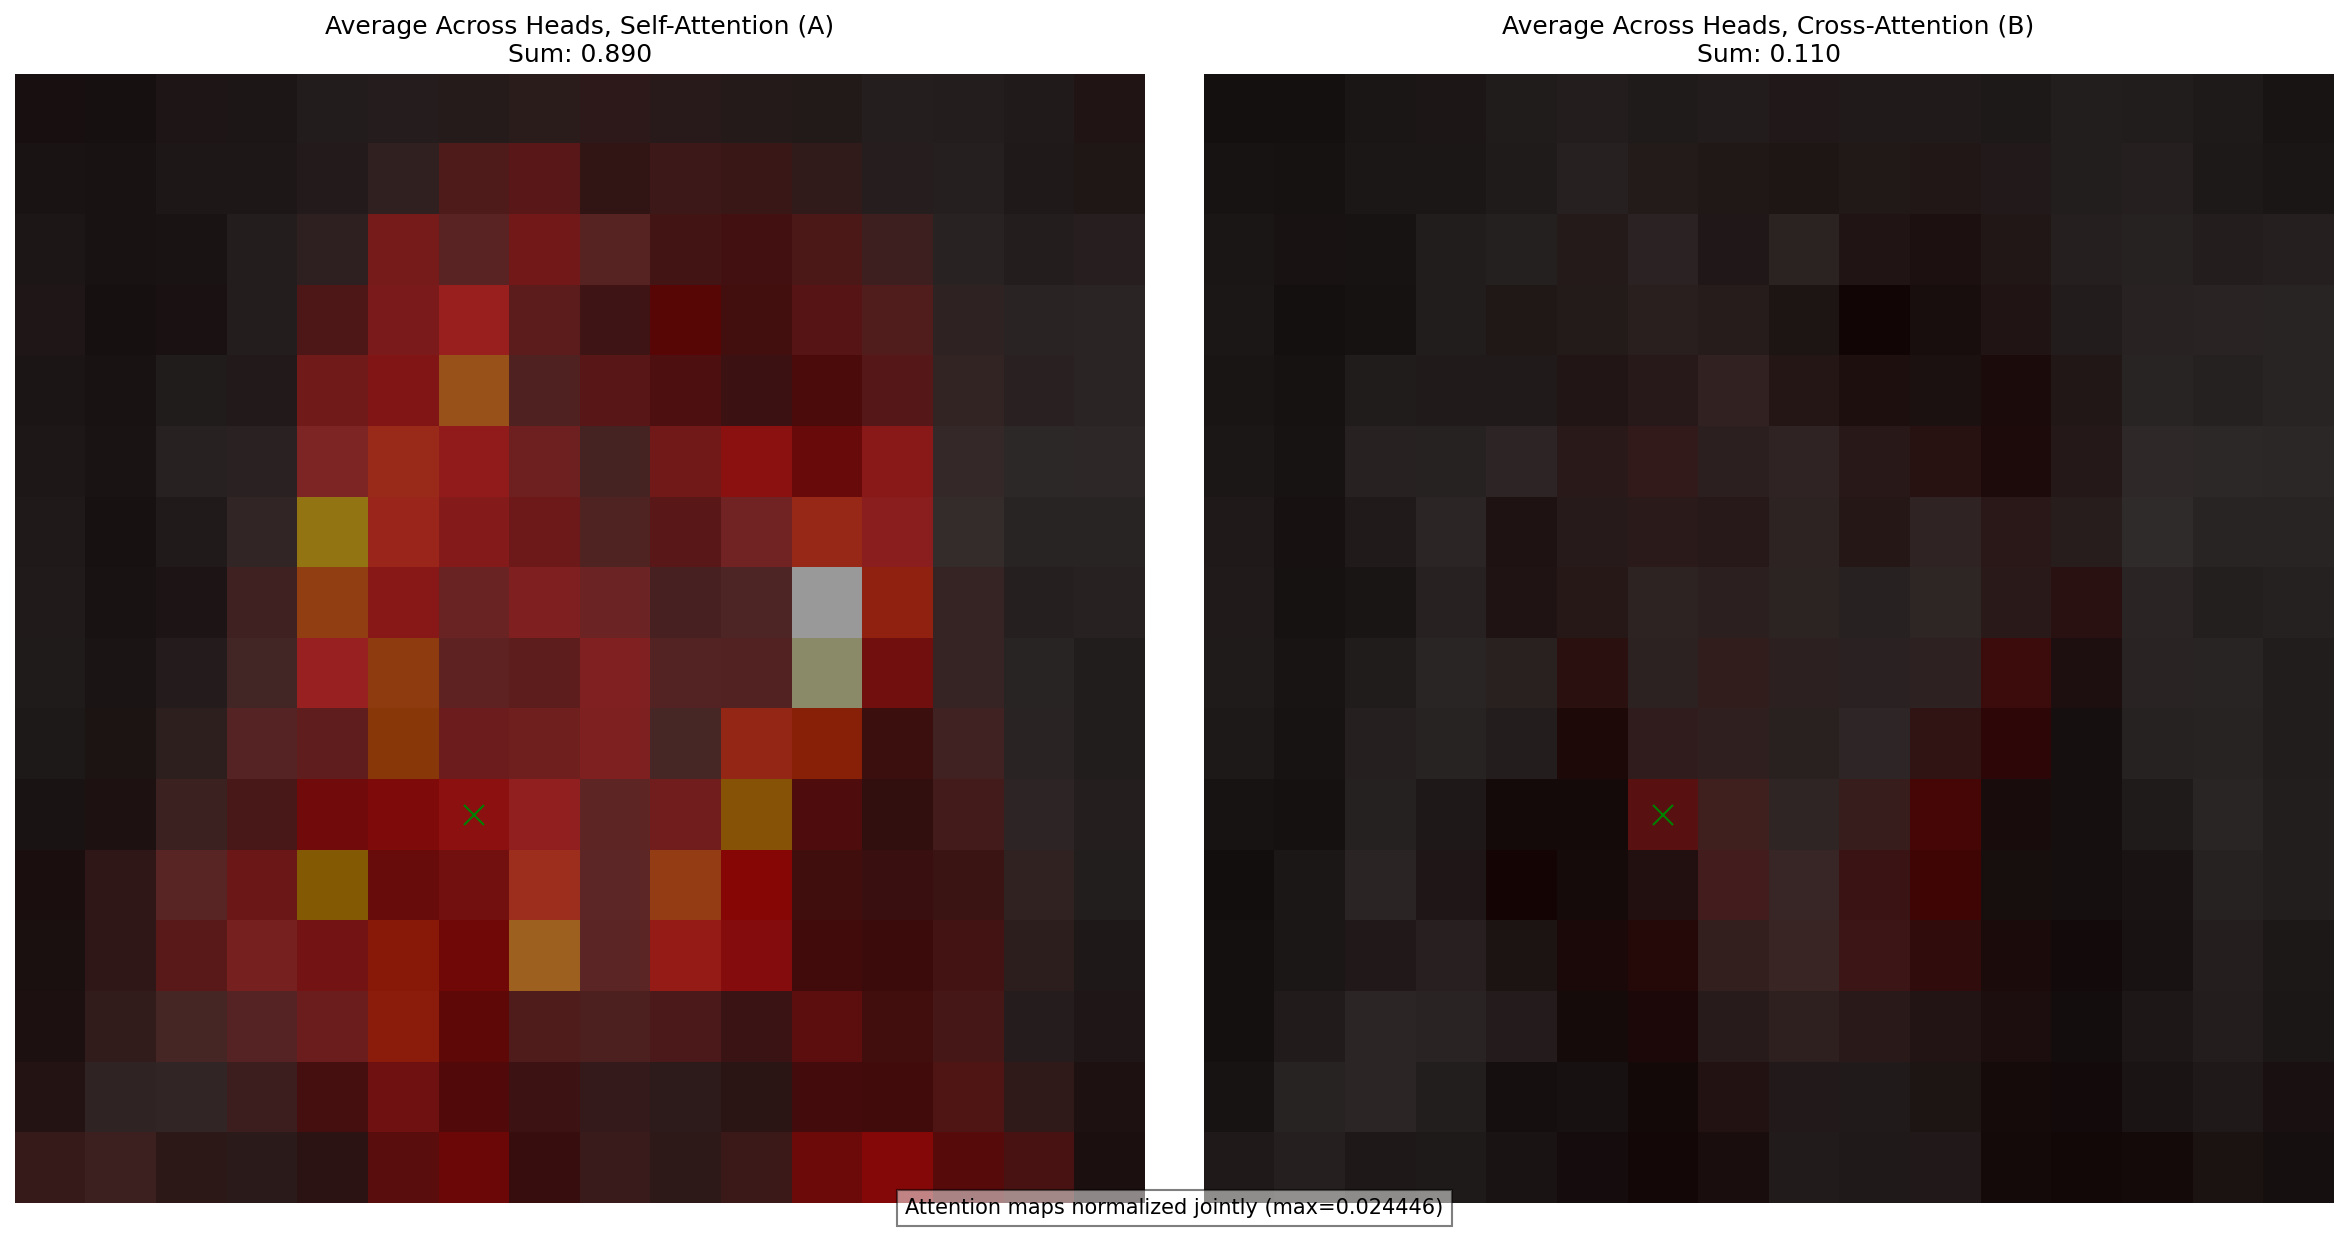 Average Across Heads, Self-Attention (A)
Sum: 0.890
Average Across Heads, Cross-Attention (B)
Sum: 0.110
Attention maps normalized jointly (max=0.024446)